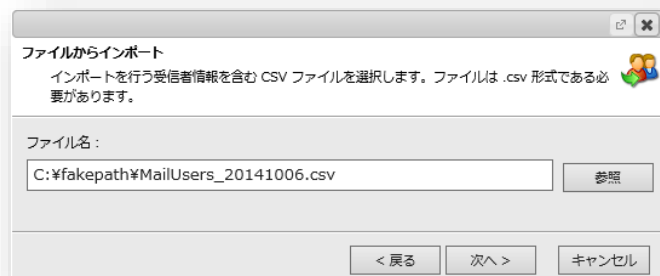 ファイルからインポート
インポートを行う受信者情報を含む CSV ファイルを選択します。ファイルは .csv 形式である必
要があります。
ファイル名：
C:¥fakepath¥MailUsers_20141006.csv
参照
< 戻る
次へ >
キャンセル